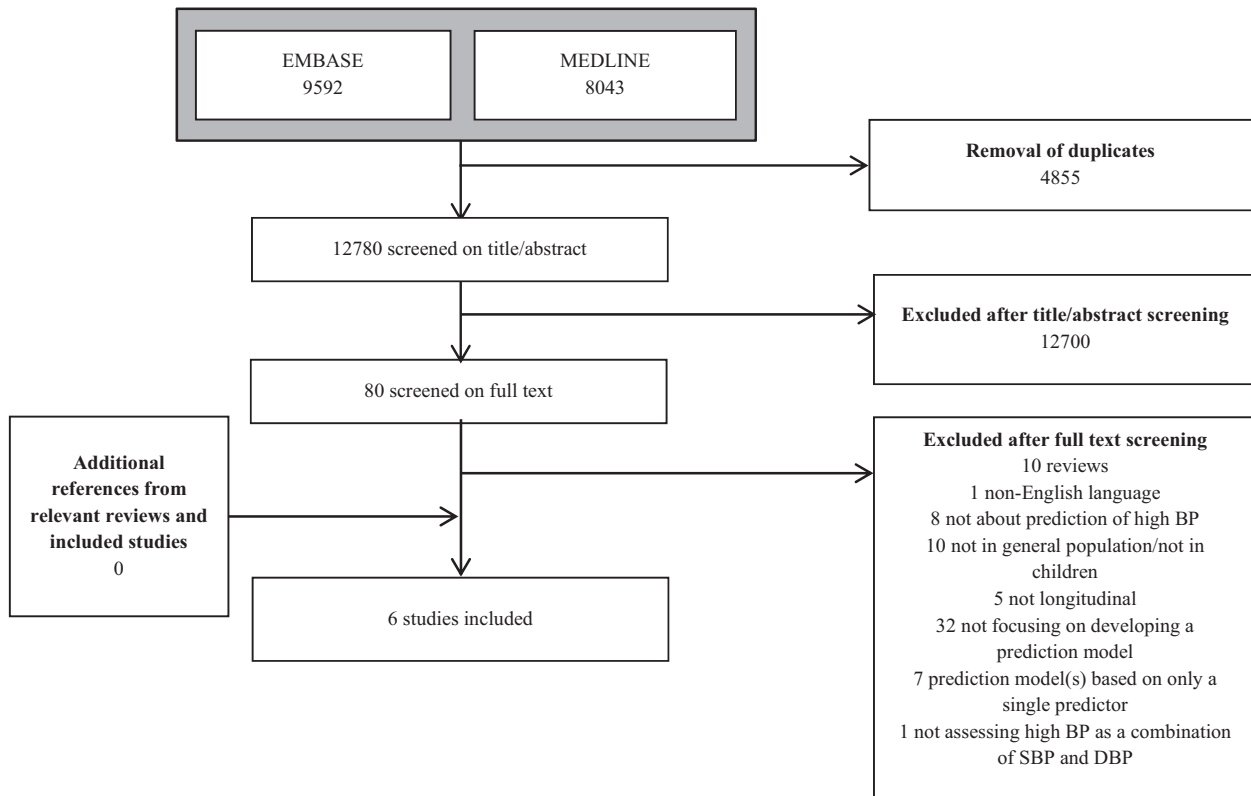 EMBASE
9592
MEDLINE
8043
Removal of duplicates
4855
12780 screened on title/abstract
Excluded after title/abstract screening
12700
80 screened on full text
Additional
references from
relevant reviews and
included studies
0
Excluded after full text screening
10 reviews
1 non-English language
8 not about prediction of high BP
10 not in general population/not in
children
5 not longitudinal
32 not focusing on developing a
prediction model
7 prediction model(s) based on only a
single predictor
1 not assessing high BP as a combination
of SBP and DBP
6 studies included